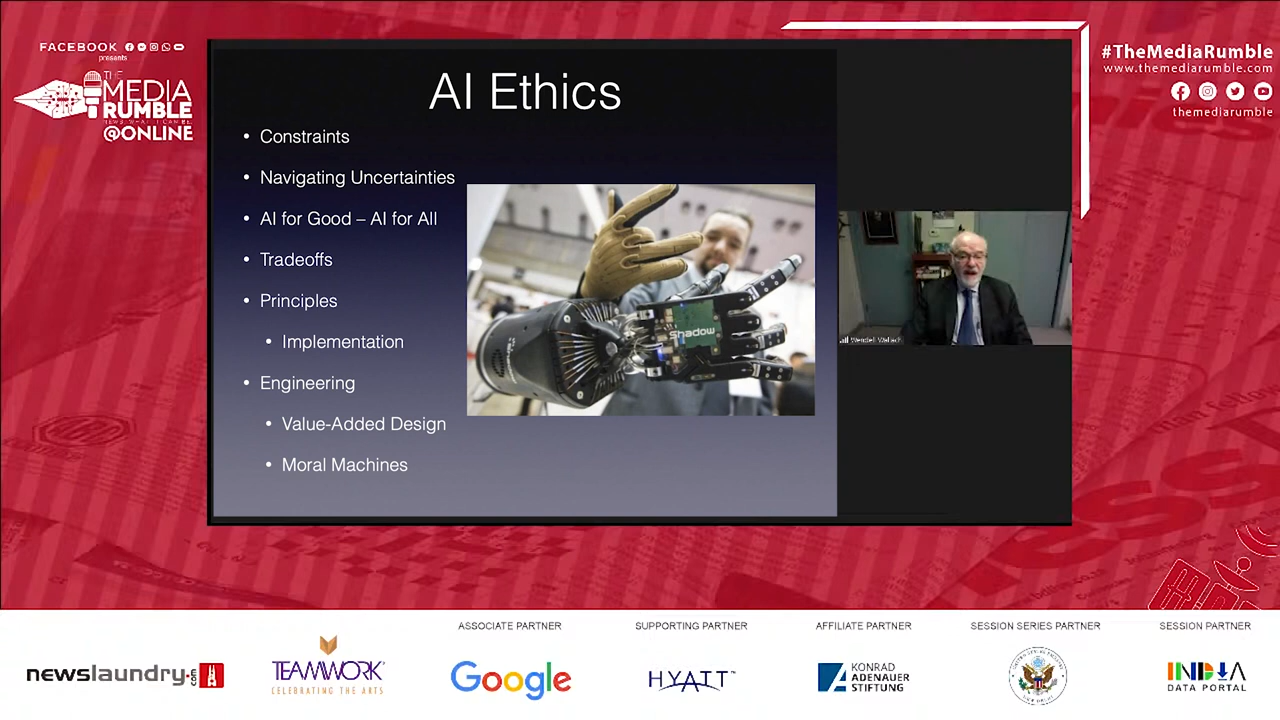 FACEBOOK
presents
THE
MEDIA
RUMBLE
@ONLINE
AI Ethics
• Constraints
• Navigating Uncertainties
• AI for Good – AI for All
• Tradeoffs
• Principles
• Implementation
• Engineering
• Value-Added Design
• Moral Machines
Shadow
Wendell Wallach
#TheMediaRumble
www.themediarumble.com
themediarumble
newslaundry
TEAMWORK
CELEBRATING THE ARTS
ASSOCIATE PARTNER
Google
SUPPORTING PARTNER
HYATT
AFFILIATE PARTNER
KONRAD
ADENAUER
STIFTUNG
SESSION SERIES PARTNER
SESSION PARTNER
INDIA
DATA PORTAL